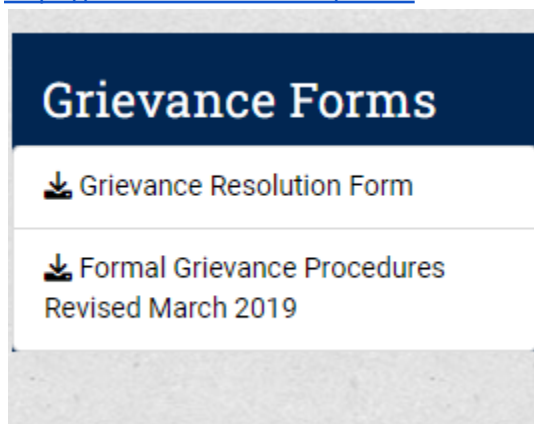 Grievance Forms
Grievance Resolution Form
Formal Grievance Procedures
Revised March 2019